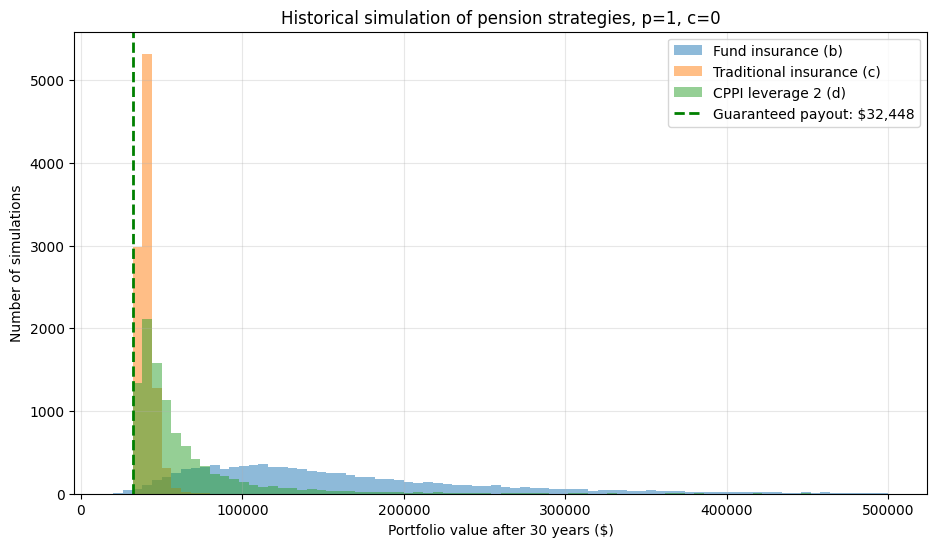 Historical simulation of pension strategies, p=1, c=0
Fund insurance (b)
Traditional insurance (c)
CPPI leverage 2 (d)
Guaranteed payout: $32,448
Number of simulations
5000
4000
3000
2000
1000
0
0 100000 200000 300000 400000 500000
Portfolio value after 30 years ($)